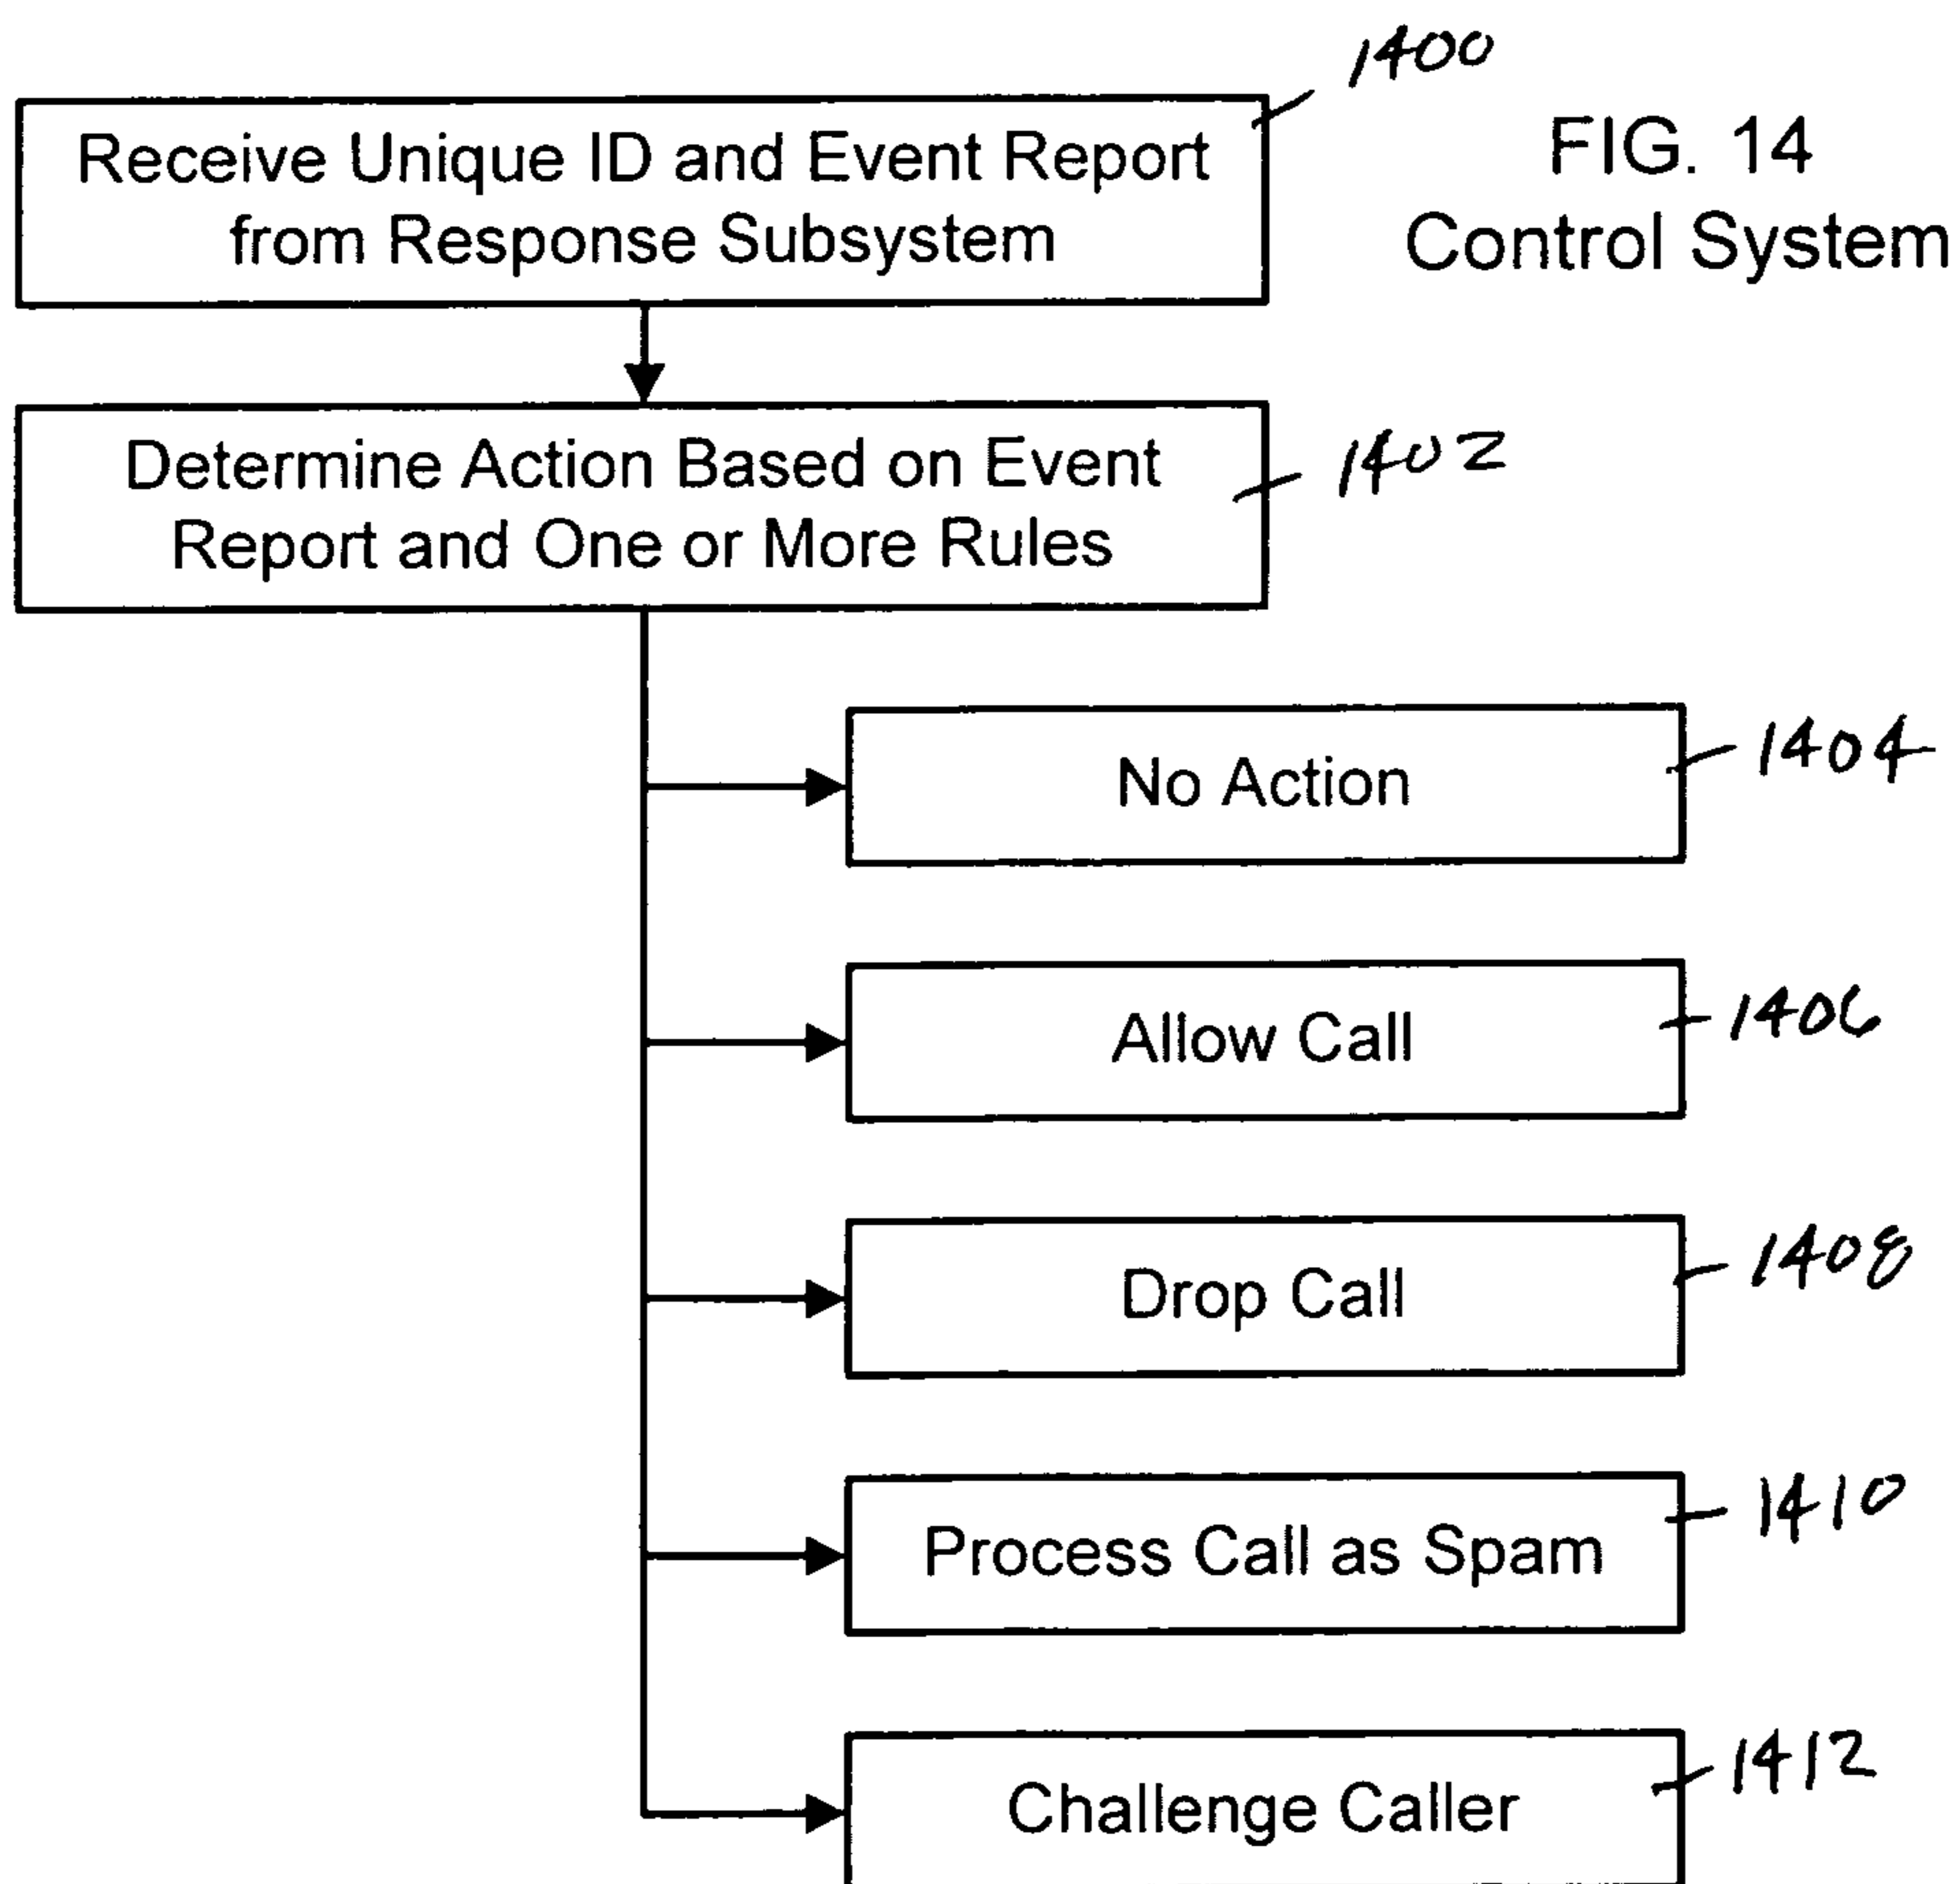 1400
Receive Unique ID and Event Report
from Response Subsystem
FIG. 14
Control System
Determine Action Based on Event
Report and One or More Rules
1402
No Action
1404
Allow Call
1406
Drop Call
1408
Process Call as Spam
1410
Challenge Caller
1412